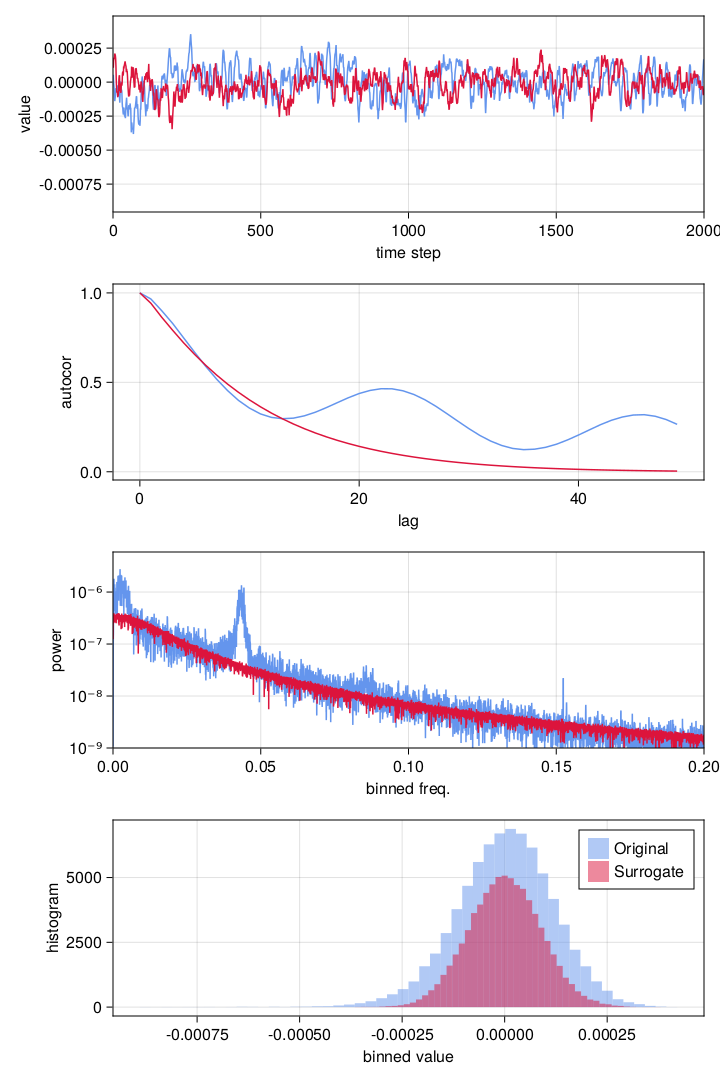 value
0.00025
0.00000
-0.00025
-0.00050
-0.00075
0 500 1000 1500 2000
time step
autocor
1.0
0.5
0.0
0 20 40
lag
power
10⁻⁶
10⁻⁷
10⁻⁸
10⁻⁹
0.00 0.05 0.10 0.15 0.20
binned freq.
histogram
5000
2500
0
Original
Surrogate
-0.00075 -0.00050 -0.00025 0.00000 0.00025
binned value